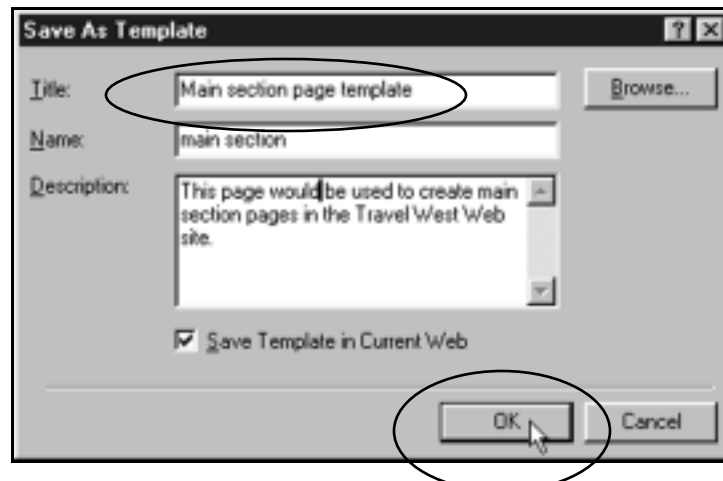 Save As Template
Title: Main section page template Browse...
Name: main section
Description: This page would be used to create main
section pages in the Travel West Web
site.
Save Template in Current Web
OK Cancel